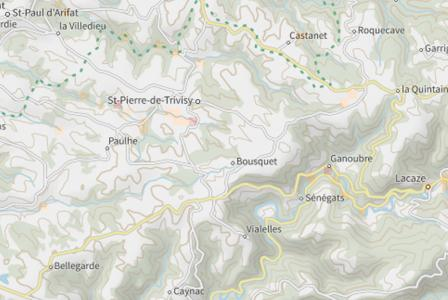 St-Paul d'Arifat
la Villedieu
Roquecave
Castanet
la Quintain
St-Pierre-de-Trivisy
Paulhe
Bousquet
Ganoubre
Lacaze
Sénégats
Vialelles
Bellegarde
Caynac